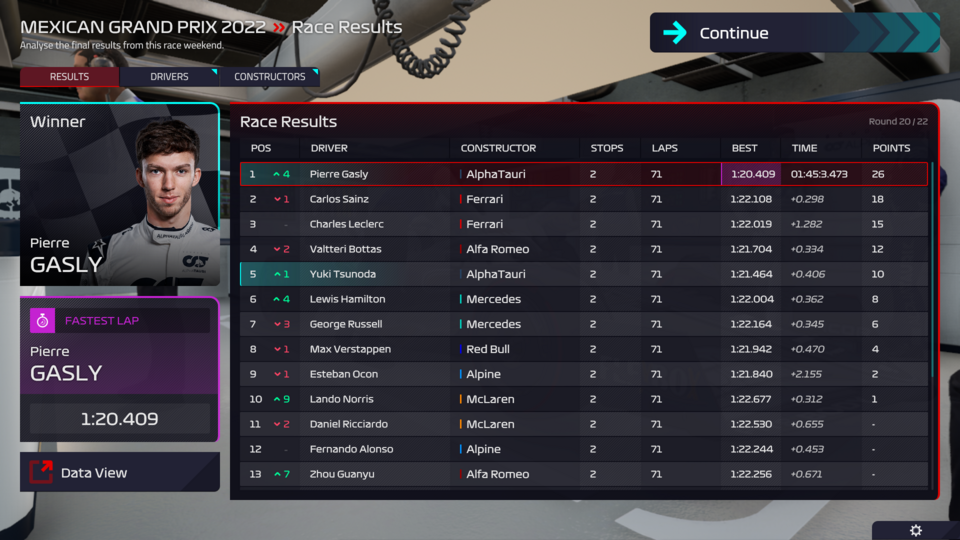 MEXICAN GRAND PRIX 2022 » Race Results
Analyse the final results from this race weekend.
Continue
RESULTS DRIVERS CONSTRUCTORS
Winner
Pierre
GASLY
FASTEST LAP
Pierre
GASLY
1:20.409
Data View
Race Results Round 20 / 22
POS DRIVER CONSTRUCTOR STOPS LAPS BEST TIME POINTS
1 4 Pierre Gasly AlphaTauri 2 71 1:20.409 01:45:3.473 26
2 1 Carlos Sainz Ferrari 2 71 1:22.108 +0.298 18
3 - Charles Leclerc Ferrari 2 71 1:22.019 +1.282 15
4 2 Valtteri Bottas Alfa Romeo 2 71 1:21.704 +0.334 12
5 1 Yuki Tsunoda AlphaTauri 2 71 1:21.464 +0.406 10
6 4 Lewis Hamilton Mercedes 2 71 1:22.004 +0.362 8
7 3 George Russell Mercedes 2 71 1:22.164 +0.345 6
8 1 Max Verstappen Red Bull 2 71 1:21.942 +0.470 4
9 1 Esteban Ocon Alpine 2 71 1:21.840 +2.155 2
10 9 Lando Norris McLaren 2 71 1:22.677 +0.312 1
11 2 Daniel Ricciardo McLaren 2 71 1:22.530 +0.655 -
12 - Fernando Alonso Alpine 2 71 1:22.244 +0.453 -
13 7 Zhou Guanyu Alfa Romeo 2 71 1:22.256 +0.671 -